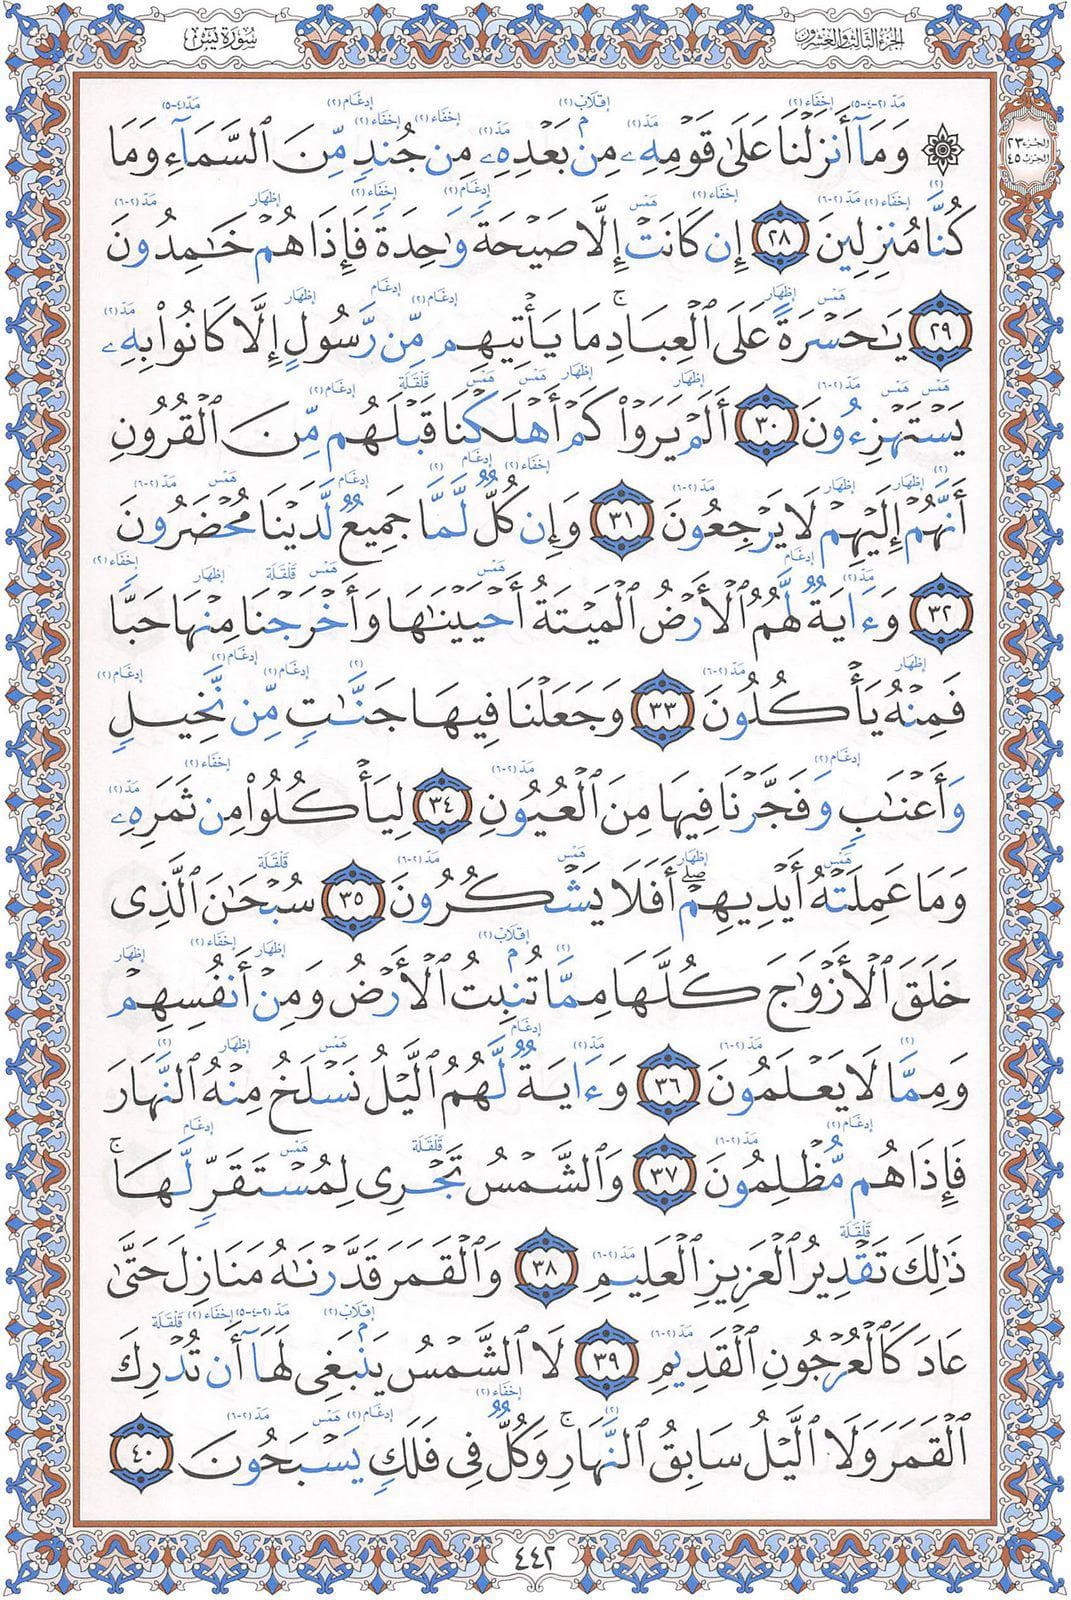 سورة يس
الجزء الثالث والعشرون
الجزء ٢٣
الحزب ٤٥
۞ وَمَآ أَنزَلْنَا عَلَىٰ قَوْمِهِۦ مِنۢ بَعْدِهِۦ مِن جُندٍ مِّنَ ٱلسَّمَآءِ وَمَا
كُنَّا مُنزِلِينَ ٢٨ إِن كَانَتْ إِلَّا صَيْحَةً وَٰحِدَةً فَإِذَا هُمْ خَـٰمِدُونَ
٢٩ يَـٰحَسْرَةً عَلَى ٱلْعِبَادِ ۚ مَا يَأْتِيهِم مِّن رَّسُولٍ إِلَّا كَانُوا۟ بِهِۦ
يَسْتَهْزِءُونَ ٣٠ أَلَمْ يَرَوْا۟ كَمْ أَهْلَكْنَا قَبْلَهُم مِّنَ ٱلْقُرُونِ
أَنَّهُمْ إِلَيْهِمْ لَا يَرْجِعُونَ ٣١ وَإِن كُلٌّ لَّمَّا جَمِيعٌ لَّدَيْنَا مُحْضَرُونَ
٣٢ وَءَايَةٌ لَّهُمُ ٱلْأَرْضُ ٱلْمَيْتَةُ أَحْيَيْنَـٰهَا وَأَخْرَجْنَا مِنْهَا حَبًّا
فَمِنْهُ يَأْكُلُونَ ٣٣ وَجَعَلْنَا فِيهَا جَنَّـٰتٍ مِّن نَّخِيلٍ
وَأَعْنَـٰبٍ وَفَجَّرْنَا فِيهَا مِنَ ٱلْعُيُونِ ٣٤ لِيَأْكُلُوا۟ مِن ثَمَرِهِۦ
وَمَا عَمِلَتْهُ أَيْدِيهِمْ ۖ أَفَلَا يَشْكُرُونَ ٣٥ سُبْحَـٰنَ ٱلَّذِى
خَلَقَ ٱلْأَزْوَٰجَ كُلَّهَا مِمَّا تُنۢبِتُ ٱلْأَرْضُ وَمِنْ أَنفُسِهِمْ
وَمِمَّا لَا يَعْلَمُونَ ٣٦ وَءَايَةٌ لَّهُمُ ٱلَّيْلُ نَسْلَخُ مِنْهُ ٱلنَّهَارَ
فَإِذَا هُم مُّظْلِمُونَ ٣٧ وَٱلشَّمْسُ تَجْرِى لِمُسْتَقَرٍّ لَّهَا ۚ
ذَٰلِكَ تَقْدِيرُ ٱلْعَزِيزِ ٱلْعَلِيمِ ٣٨ وَٱلْقَمَرَ قَدَّرْنَـٰهُ مَنَازِلَ حَتَّىٰ
عَادَ كَٱلْعُرْجُونِ ٱلْقَدِيمِ ٣٩ لَا ٱلشَّمْسُ يَنۢبَغِى لَهَآ أَن تُدْرِكَ
ٱلْقَمَرَ وَلَا ٱلَّيْلُ سَابِقُ ٱلنَّهَارِ ۚ وَكُلٌّ فِى فَلَكٍ يَسْبَحُونَ ٤٠
٤٤٢